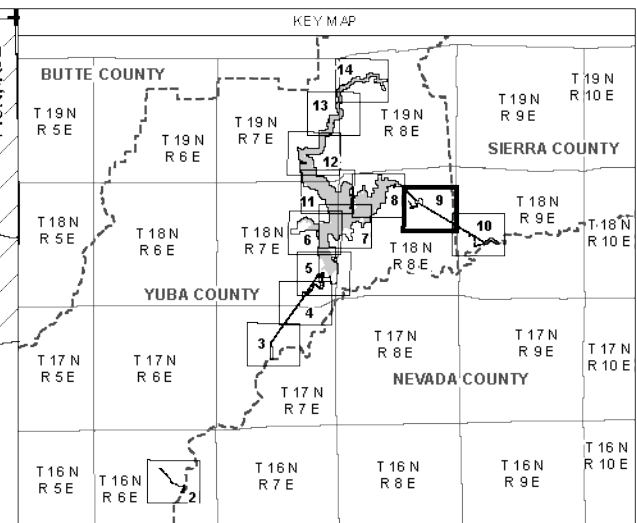 KEY MAP
BUTTE COUNTY
14
T 19 N
R 5 E
T 19 N
R 6 E
T 19 N
R 7 E
13
T 19 N
R 8 E
T 19 N
R 9 E
T 19 N
R 10 E
SIERRA COUNTY
12
11
8
9
10
T 18 N
R 5 E
T 18 N
R 6 E
T 18 N
R 7 E
6
7
T 18 N
R 8 E
T 18 N
R 9 E
T 18 N
R 10 E
5
YUBA COUNTY
4
3
T 17 N
R 5 E
T 17 N
R 6 E
T 17 N
R 7 E
T 17 N
R 8 E
T 17 N
R 9 E
T 17 N
R 10 E
NEVADA COUNTY
T 16 N
R 5 E
T 16 N
R 6 E
2
T 16 N
R 7 E
T 16 N
R 8 E
T 16 N
R 9 E
T 16 N
R 10 E